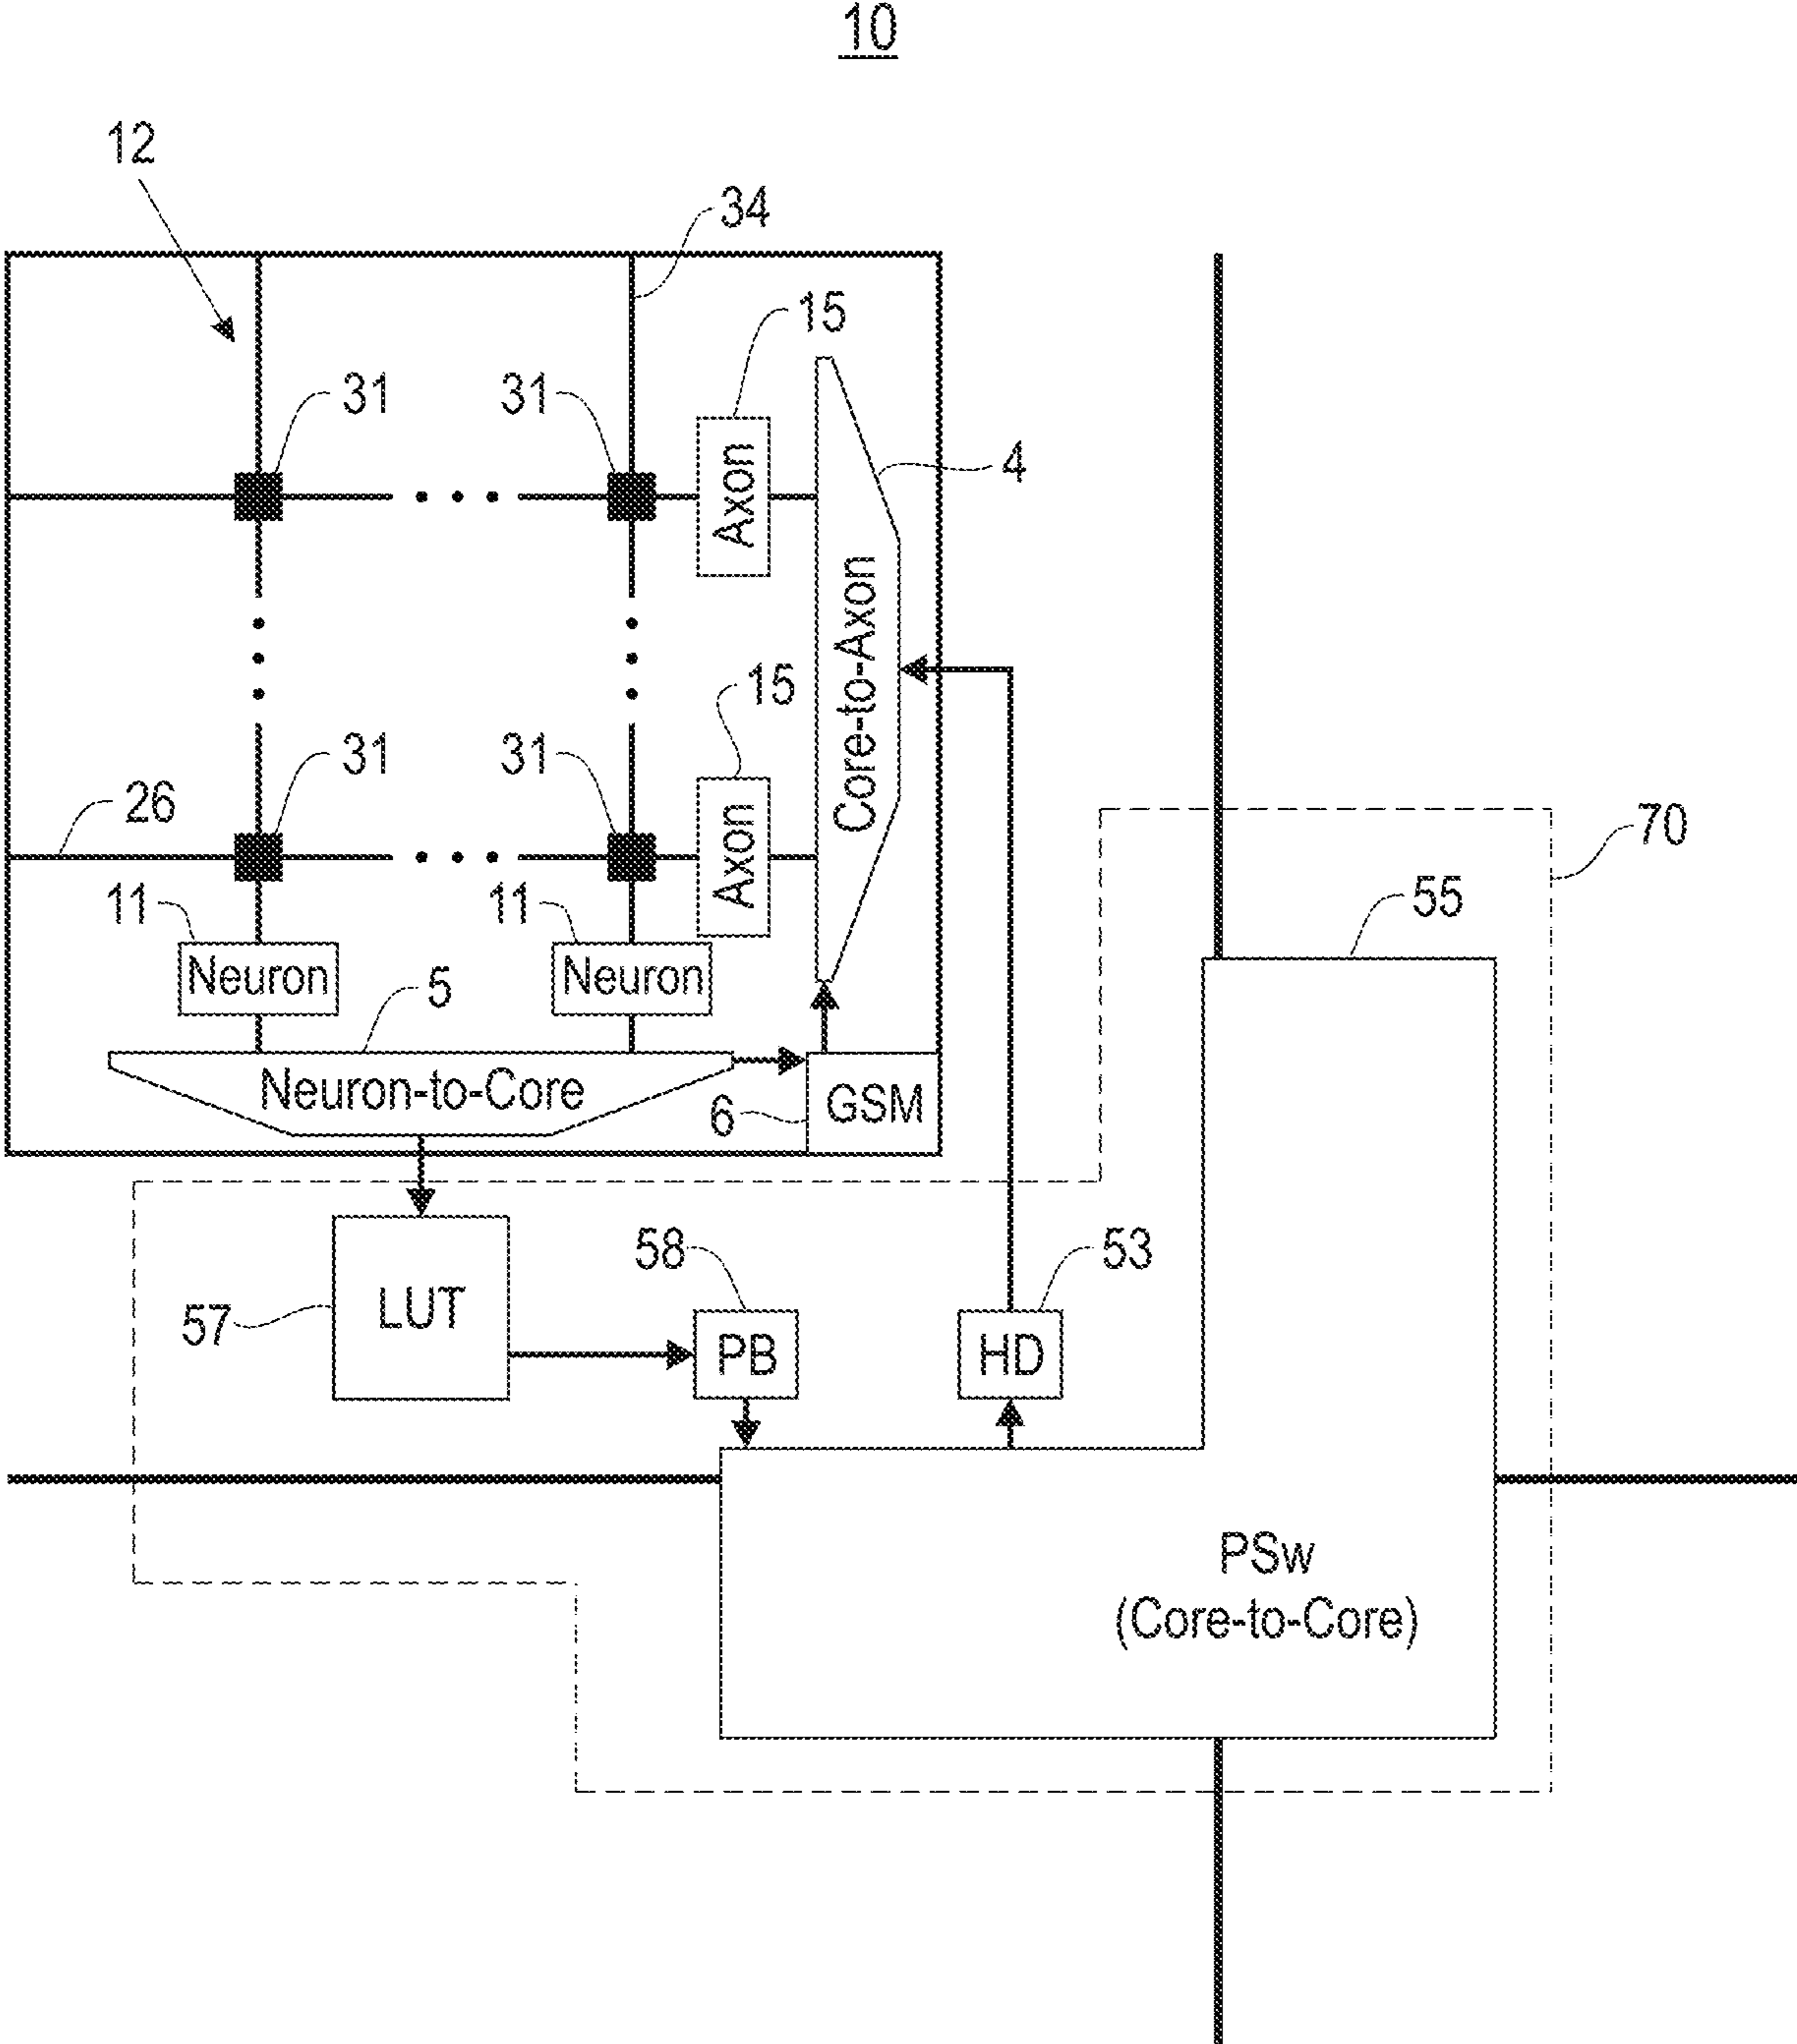 10
12
34
15
31
31
4
Axon
Core-to-Axon
15
31
31
26
Axon
70
11
11
55
Neuron
Neuron
5
Neuron-to-Core
6
GSM
58
53
57
LUT
PB
HD
PSw
(Core-to-Core)